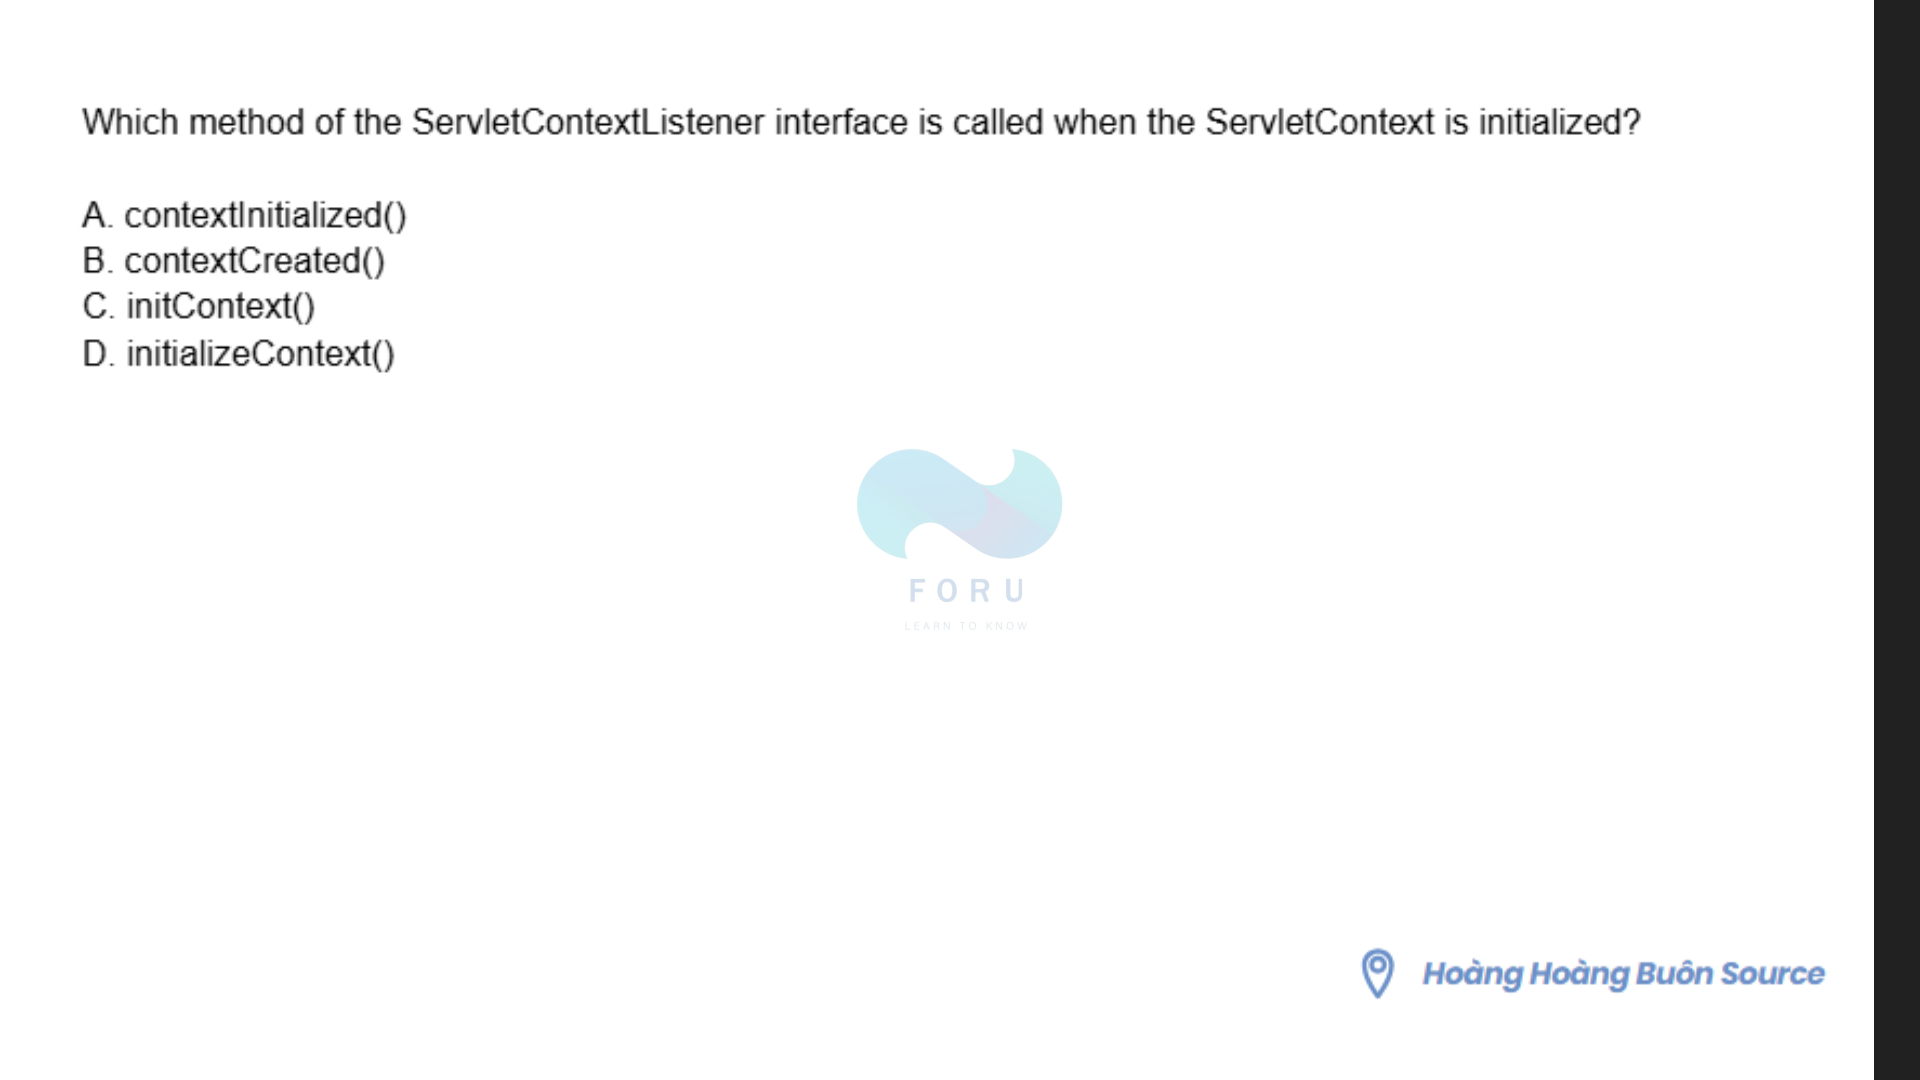 Which method of the ServletContextListener interface is called when the ServletContext is initialized?
A. contextInitialized()
B. contextCreated()
C. initContext()
D. initializeContext()
FORU
LEARN TO KNOW
Hoàng Hoàng Buôn Source